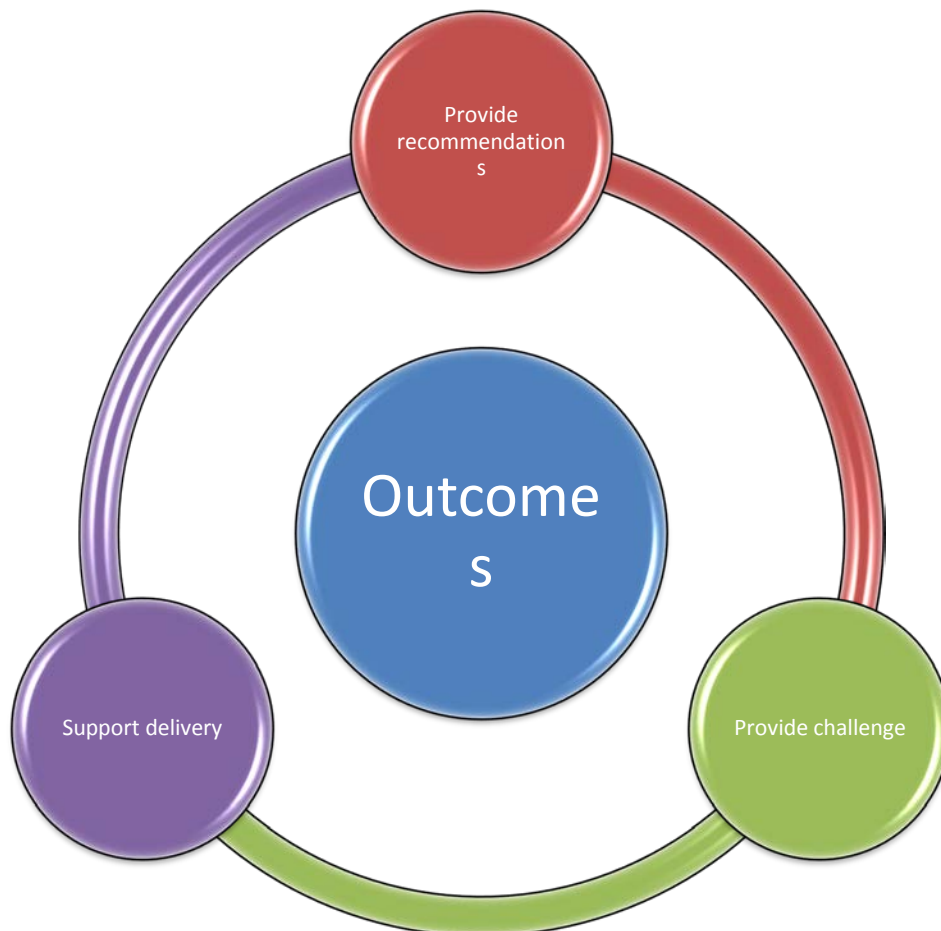 Provide
recommendation
s
Outcome
s
Support delivery
Provide challenge